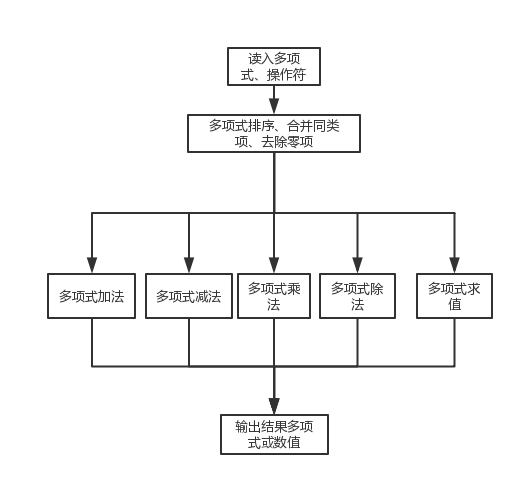 读入多项
式、操作符
多项式排序、合并同类
项、去除零项
多项式加法
多项式减法
多项式乘
法
多项式除
法
多项式求
值
输出结果多项
式或数值